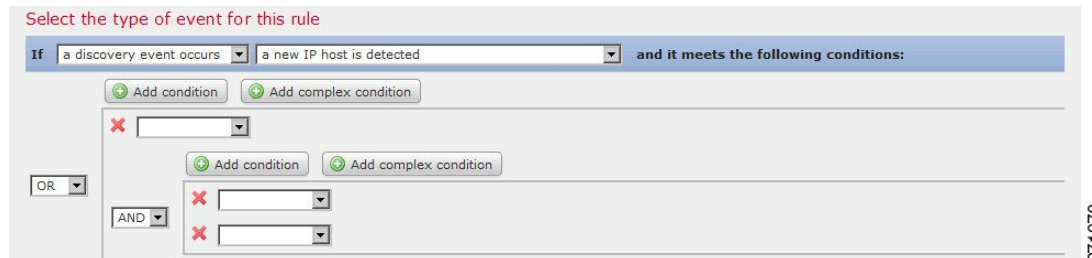 Select the type of event for this rule
If a discovery event occurs a new IP host is detected and it meets the following conditions:
Add condition Add complex condition
Add condition Add complex condition
OR
AND